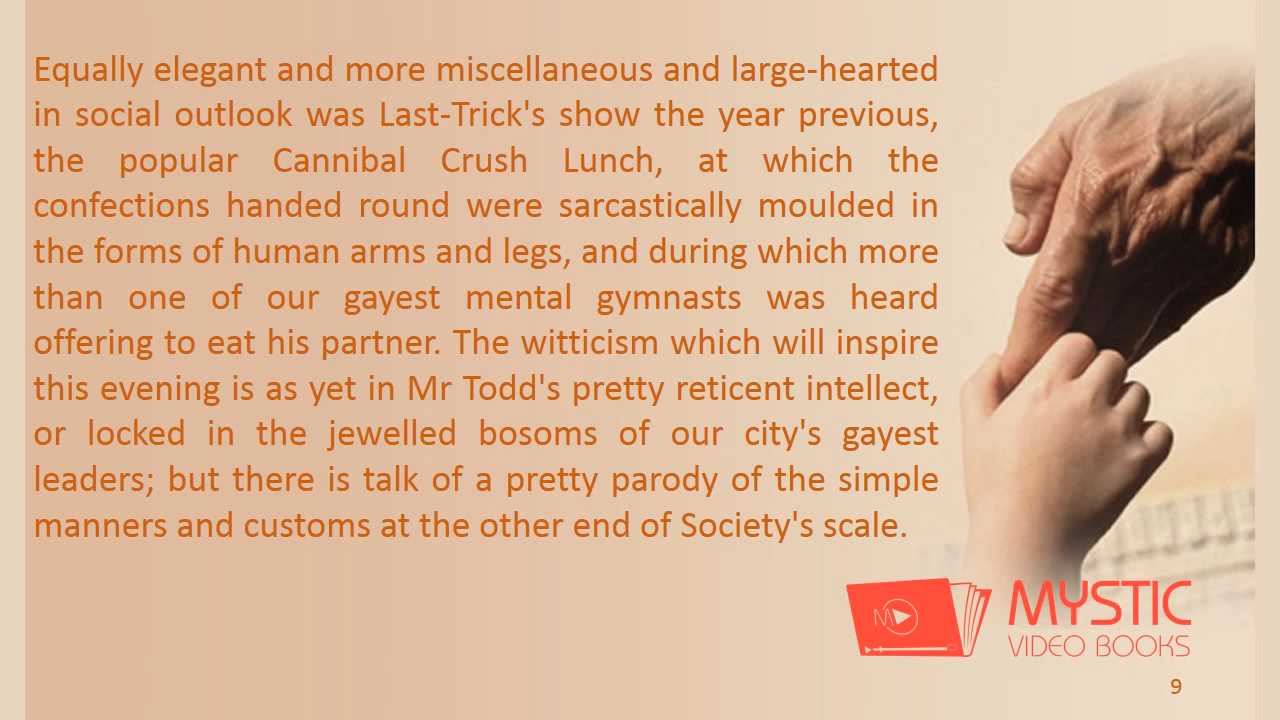 Equally elegant and more miscellaneous and large-hearted
in social outlook was Last-Trick's show the year previous,
the popular Cannibal Crush Lunch, at which the
confections handed round were sarcastically moulded in
the forms of human arms and legs, and during which more
than one of our gayest mental gymnasts was heard
offering to eat his partner. The witticism which will inspire
this evening is as yet in Mr Todd's pretty reticent intellect,
or locked in the jewelled bosoms of our city's gayest
leaders; but there is talk of a pretty parody of the simple
manners and customs at the other end of Society's scale.
M
MYSTIC
VIDEO BOOKS
9